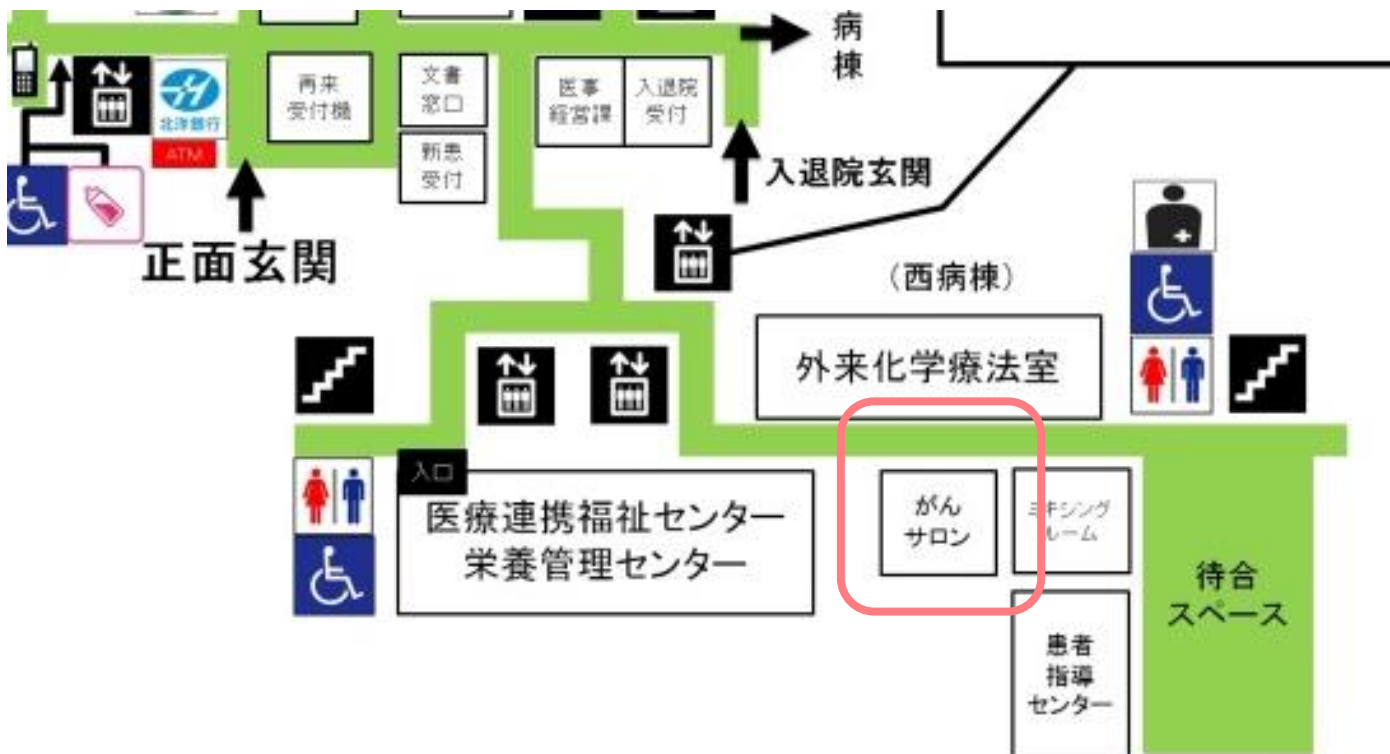 病
棟
再来
受付機
文書
窓口
医事
経営課
入退院
受付
北洋銀行
ATM
新患
受付
入退院玄関
正面玄関
(西病棟)
外来化学療法室
入口
医療連携福祉センター
栄養管理センター
がん
サロン
ミキシング
ルーム
待合
スペース
患者
指導
センター